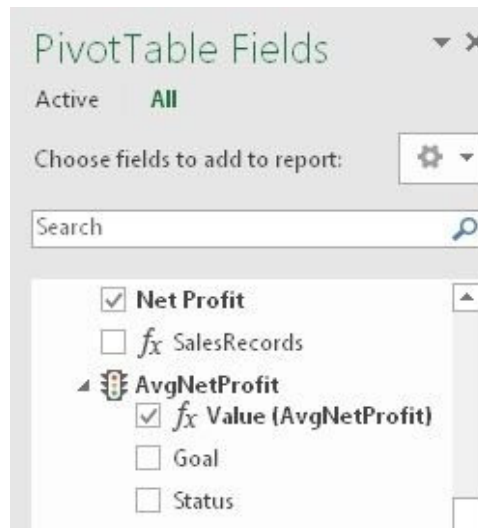 PivotTable Fields
Active All
Choose fields to add to report:
Search
Net Profit
fx SalesRecords
AvgNetProfit
fx Value (AvgNetProfit)
Goal
Status